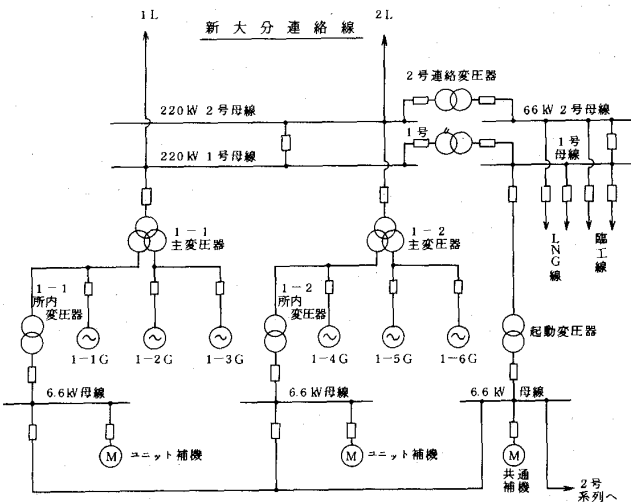 1L
2L
新大分連絡線
2号連絡変圧器
220kV 2号母線
66kV 2号母線
1号 〃
1号
母線
220kV 1号母線
1-1
主変圧器
1-2
主変圧器
LNG線
臨工線
1-1
所内
変圧器
1-2
所内
変圧器
起動変圧器
1-1G
1-2G
1-3G
1-4G
1-5G
1-6G
6.6kV母線
6.6kV母線
6.6kV 母線
M
ユニット補機
M
ユニット補機
M
共通
補機
2号
系列へ